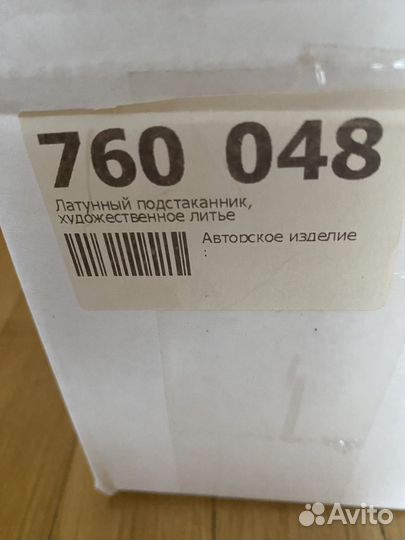 760 048
Латунный подстаканник,
художественное литье
Авторское изделие
:
Avito